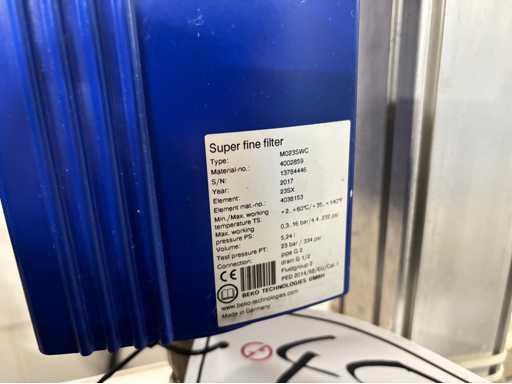 Super fine filter
Type: M023SWC
Material-no.: 4002859
S/N: 13784446
Year: 2017
Element: 23SX
Element mat.-no.: 4038153
Min./Max. working temperature TS: +2..+60°C/+35..+140°F
Max. working pressure PS: 0,3..16 bar/4,4..232 psi
Volume: 5,24 l
Test pressure PT: 23 bar / 334 psi
Connection: pipe G 2
drain G 1/2
Fluidgroup 2
PED 2014/68/EU/Cat. I
CE
BEKO TECHNOLOGIES GMBH
www.beko-technologies.com
Made in Germany